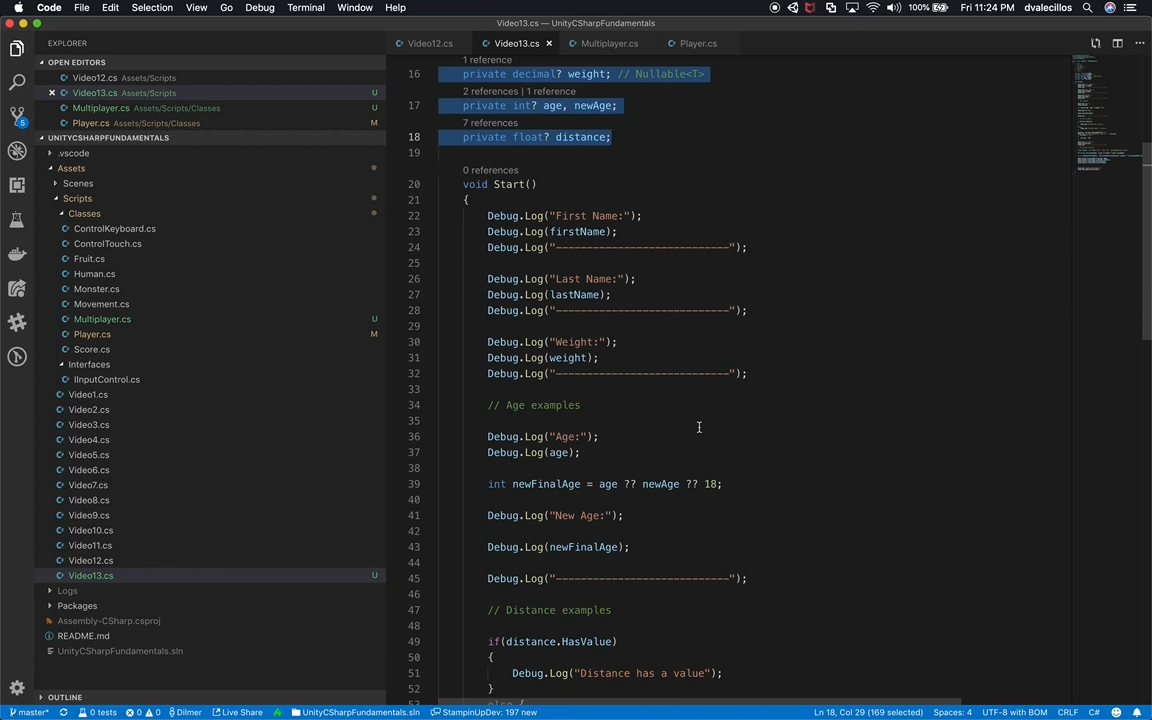 Code File Edit Selection View Go Debug Terminal Window Help 100% Fri 11:24 PM dvalecillos
Video13.cs — UnityCSharpFundamentals
EXPLORER
OPEN EDITORS
Video12.cs Assets/Scripts
Video13.cs Assets/Scripts U
Multiplayer.cs Assets/Scripts/Classes U
Player.cs Assets/Scripts/Classes M
UNITYCSHARPFUNDAMENTALS
.vscode
Assets
Scenes
Scripts
Classes
ControlKeyboard.cs
ControlTouch.cs
Fruit.cs
Human.cs
Monster.cs
Movement.cs
Multiplayer.cs U
Player.cs M
Score.cs
Interfaces
IInputControl.cs
Video1.cs
Video2.cs
Video3.cs
Video4.cs
Video5.cs
Video6.cs
Video7.cs
Video8.cs
Video9.cs
Video10.cs
Video11.cs
Video12.cs
Video13.cs U
Logs
Packages
Assembly-CSharp.csproj
README.md
UnityCSharpFundamentals.sln
OUTLINE
5
Video12.cs Video13.cs Multiplayer.cs Player.cs
1 reference
16 private decimal? weight; // Nullable<T>
2 references | 1 reference
17 private int? age, newAge;
7 references
18 private float? distance;
19
0 references
20 void Start()
21 {
22 Debug.Log("First Name:");
23 Debug.Log(firstName);
24 Debug.Log("----------------------------");
25
26 Debug.Log("Last Name:");
27 Debug.Log(lastName);
28 Debug.Log("----------------------------");
29
30 Debug.Log("Weight:");
31 Debug.Log(weight);
32 Debug.Log("----------------------------");
33
34 // Age examples
35
36 Debug.Log("Age:");
37 Debug.Log(age);
38
39 int newFinalAge = age ?? newAge ?? 18;
40
41 Debug.Log("New Age:");
42
43 Debug.Log(newFinalAge);
44
45 Debug.Log("----------------------------");
46
47 // Distance examples
48
49 if(distance.HasValue)
50 {
51 Debug.Log("Distance has a value");
52 }
53 else {
master* 0 tests 0 0 Dilmer Live Share UnityCSharpFundamentals.sln StampinUpDev: 197 new Ln 18, Col 29 (169 selected) Spaces: 4 UTF-8 with BOM CRLF C#